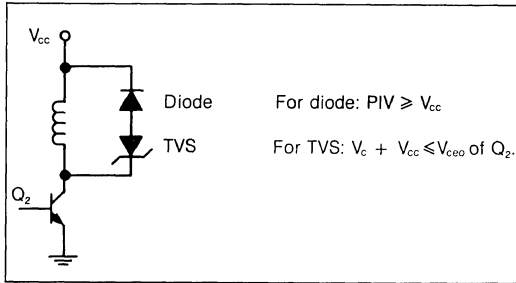 Vcc
Diode
For diode: PIV ⩾ Vcc
TVS
For TVS: Vc + Vcc ⩽ Vceo of Q2.
Q2